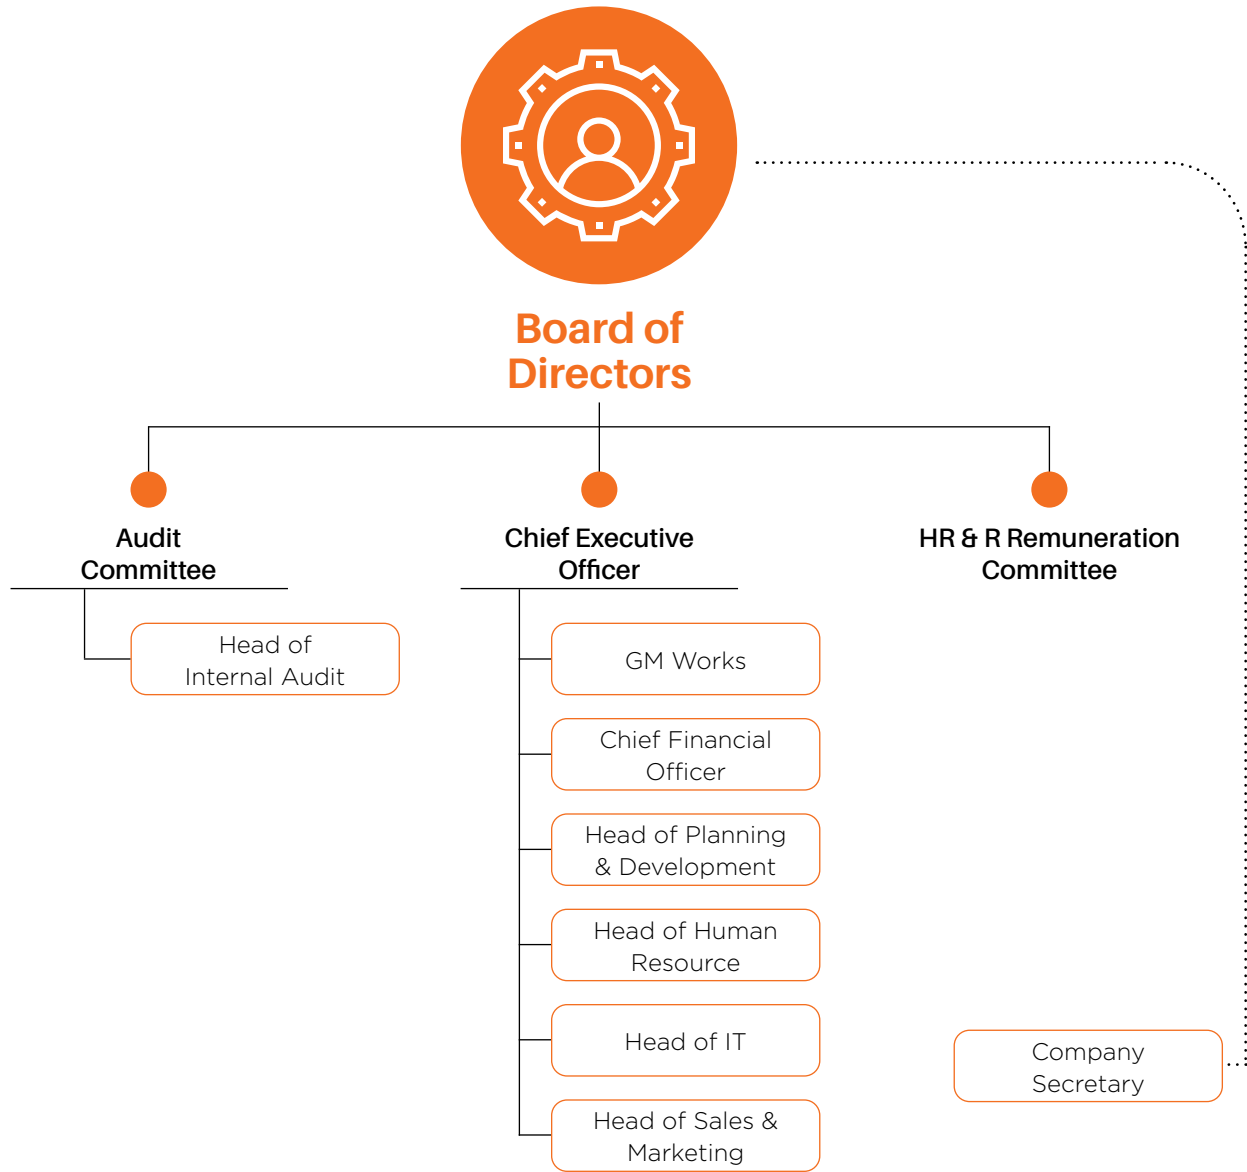 Board of
Directors
Audit
Committee
Head of
Internal Audit
Chief Executive
Officer
GM Works
Chief Financial
Officer
Head of Planning
& Development
Head of Human
Resource
Head of IT
Head of Sales &
Marketing
HR & R Remuneration
Committee
Company
Secretary